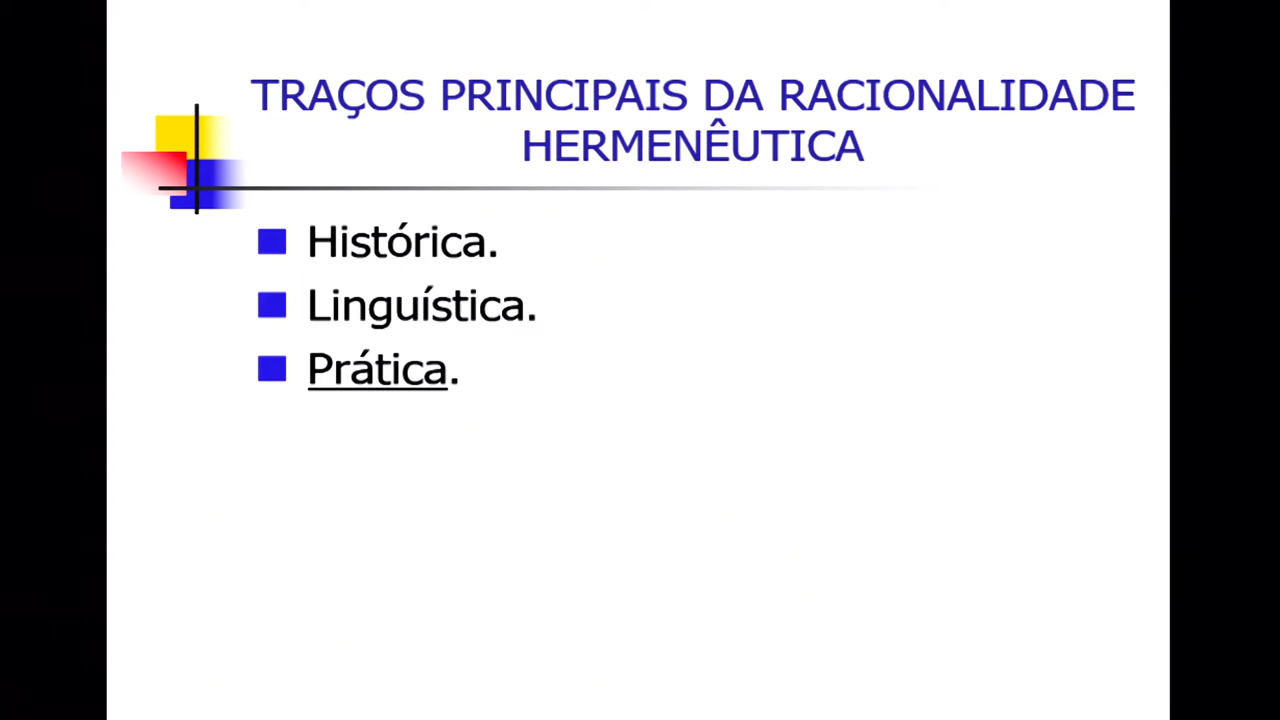 TRAÇOS PRINCIPAIS DA RACIONALIDADE
HERMENÊUTICA
Histórica.
Linguística.
Prática.